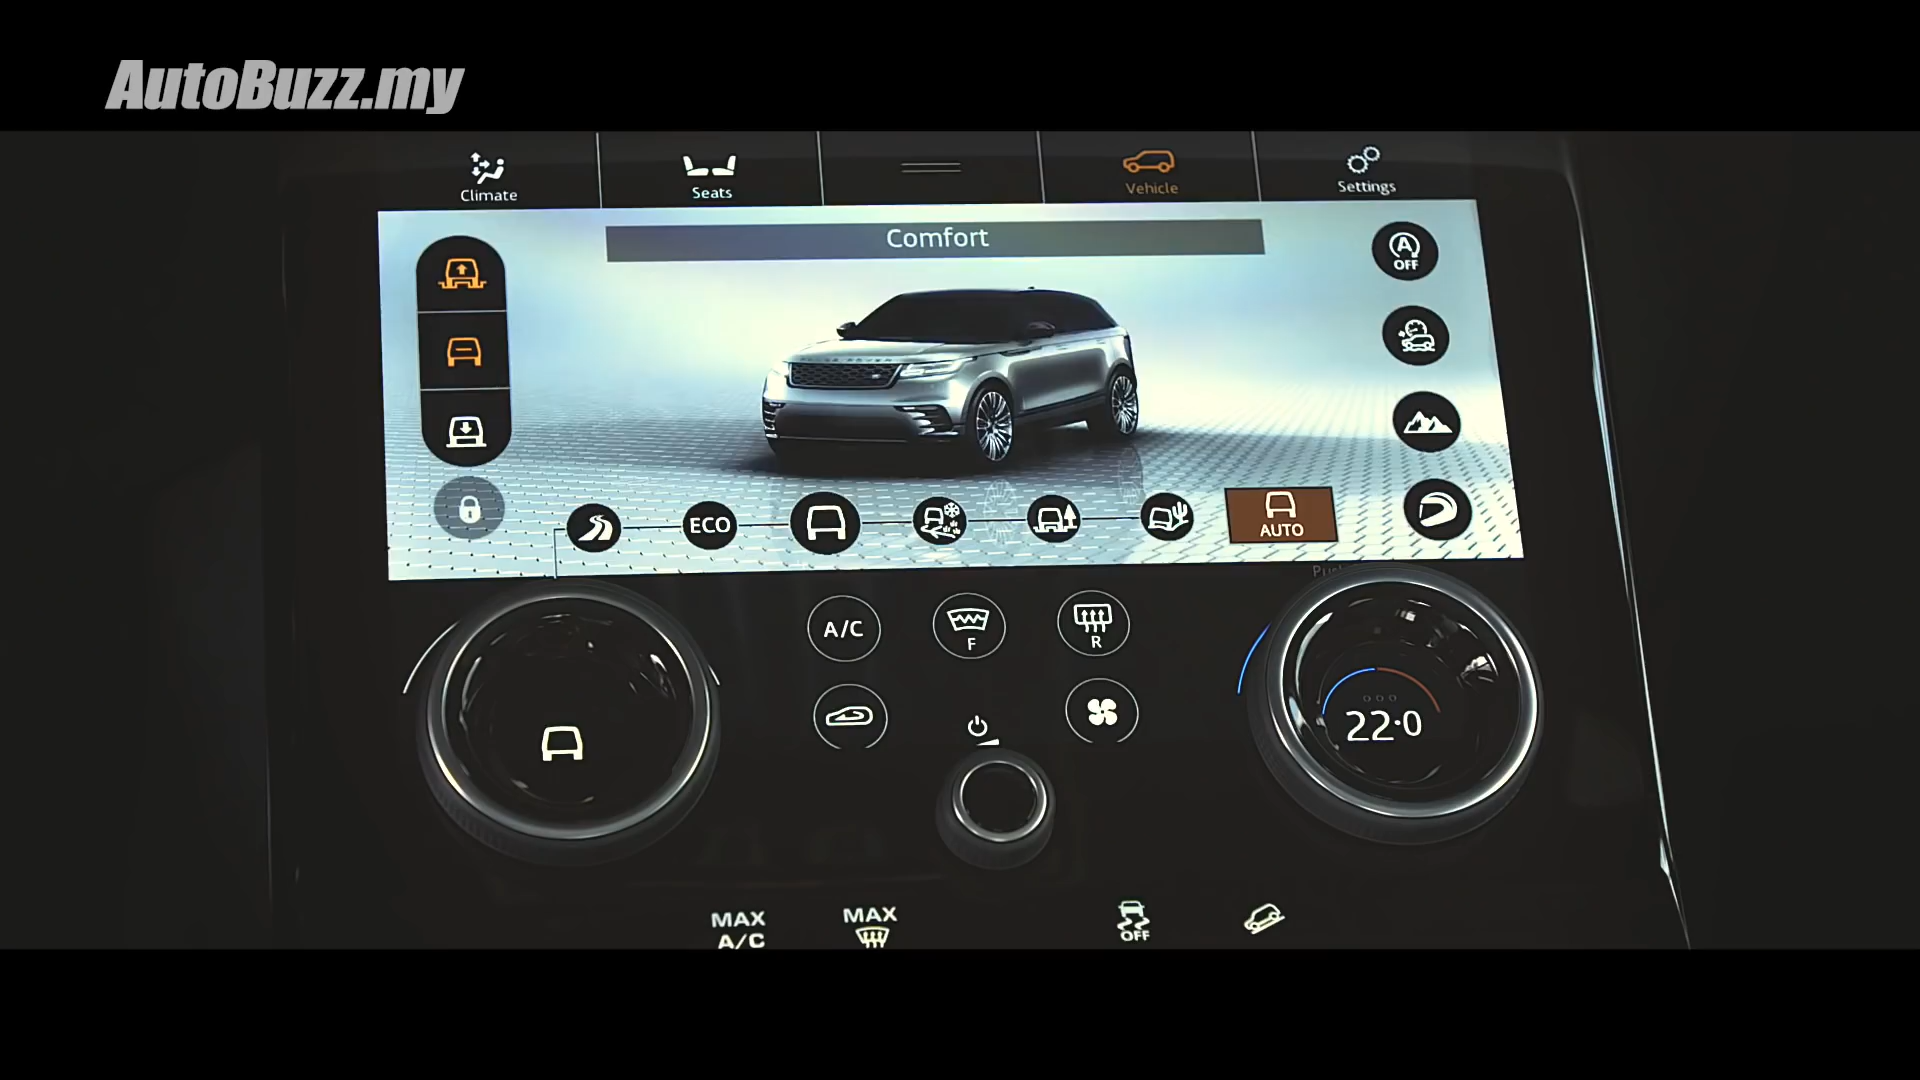 AutoBuzz.my
Climate
Seats
Vehicle
Settings
Comfort
A
OFF
ECO
AUTO
A/C
F
R
22·0
MAX
A/C
MAX
OFF